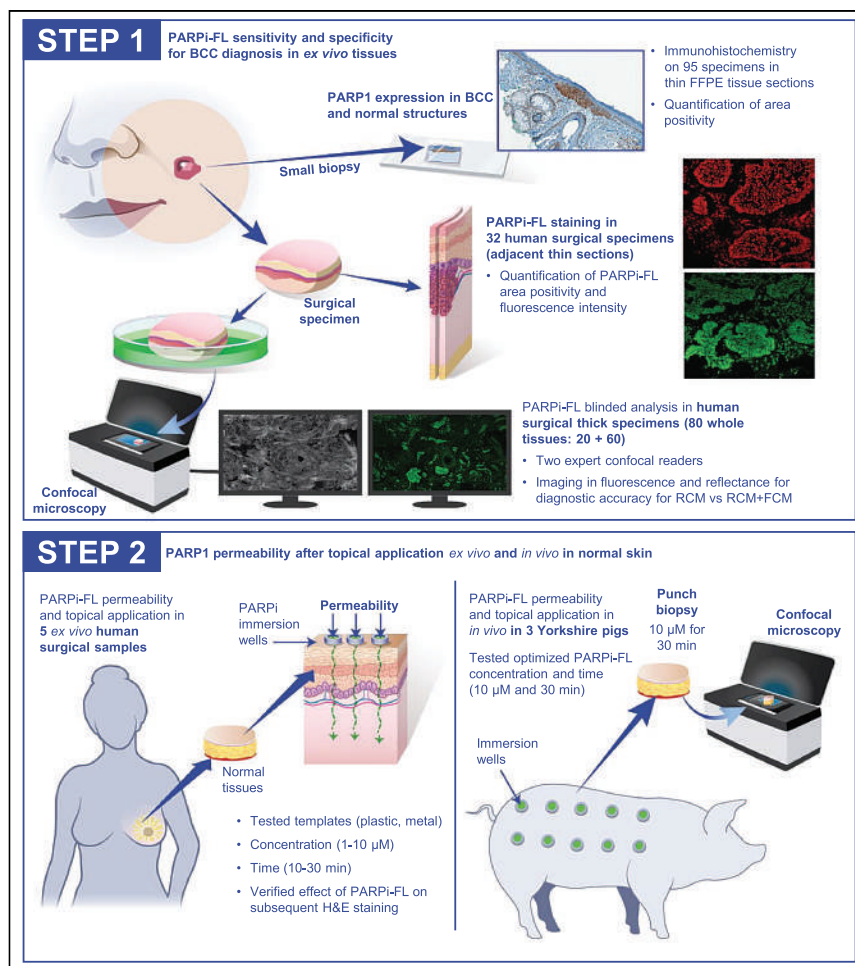 STEP 1
PARPi-FL sensitivity and specificity
for BCC diagnosis in ex vivo tissues
PARP1 expression in BCC
and normal structures
• Immunohistochemistry
on 95 specimens in
thin FFPE tissue sections
• Quantification of area
positivity
Small biopsy
PARPi-FL staining in
32 human surgical specimens
(adjacent thin sections)
• Quantification of PARPi-FL
area positivity and
fluorescence intensity
Surgical
specimen
Confocal
microscopy
PARPi-FL blinded analysis in human
surgical thick specimens (80 whole
tissues: 20 + 60)
• Two expert confocal readers
• Imaging in fluorescence and reflectance for
diagnostic accuracy for RCM vs RCM+FCM
STEP 2
PARP1 permeability after topical application ex vivo and in vivo in normal skin
PARPi-FL permeability
and topical application in
5 ex vivo human
surgical samples
PARPi
immersion
wells
Permeability
Normal
tissues
• Tested templates (plastic, metal)
• Concentration (1-10 µM)
• Time (10-30 min)
• Verified effect of PARPi-FL on
subsequent H&E staining
PARPi-FL permeability
and topical application in
in vivo in 3 Yorkshire pigs
Tested optimized PARPi-FL
concentration and time
(10 µM and 30 min)
Punch
biopsy
10 µM for
30 min
Confocal
microscopy
Immersion
wells